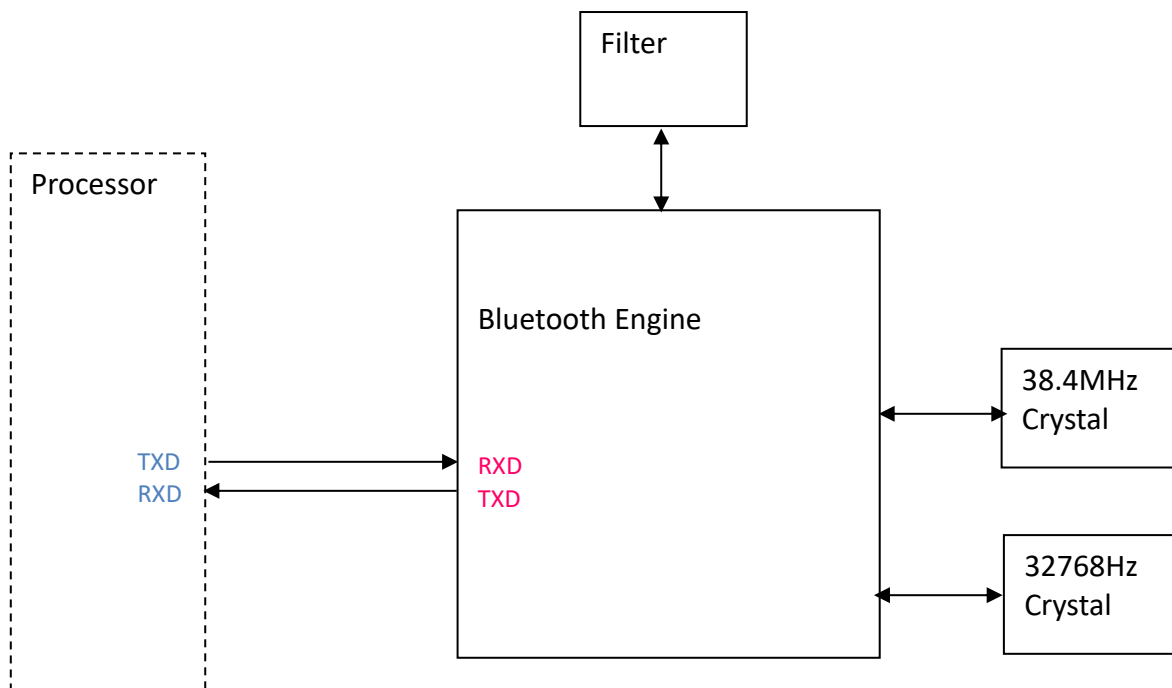 Filter
Processor
Bluetooth Engine
38.4MHz
Crystal
TXD
RXD
RXD
TXD
32768Hz
Crystal